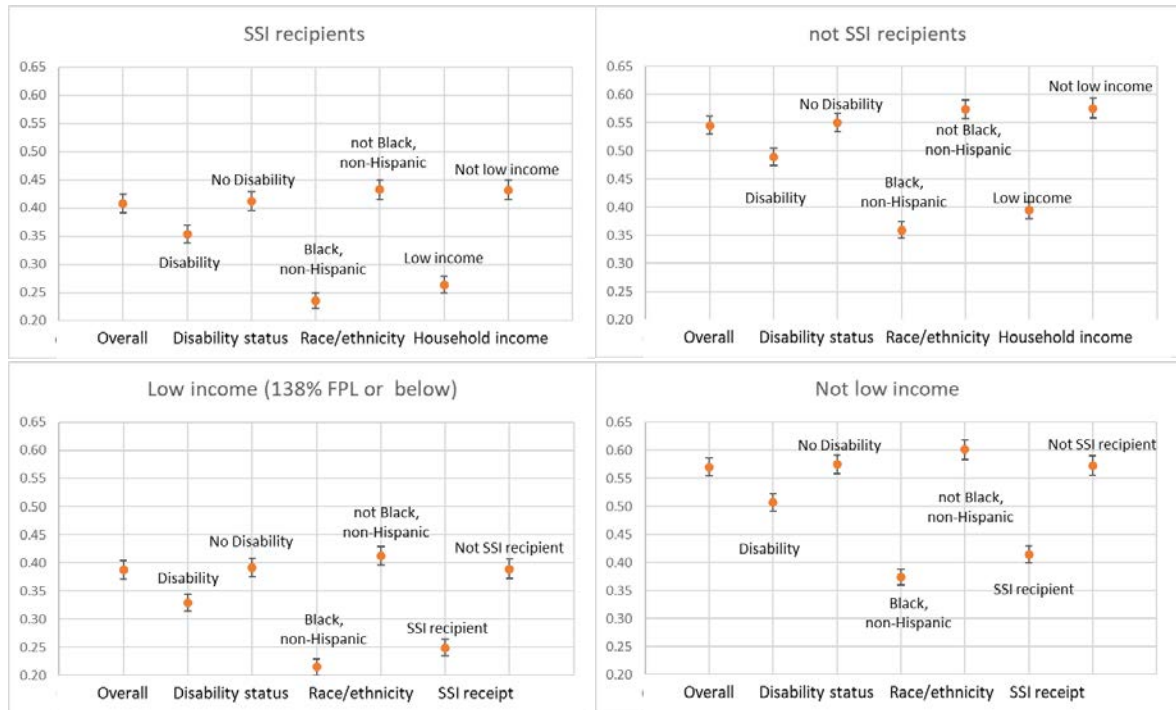 SSI recipients
0.65
0.60
0.55
0.50
0.45
0.40
0.35
0.30
0.25
0.20
Disability
No Disability
Black,
non-Hispanic
not Black,
non-Hispanic
Low income
Not low income
Overall Disability status Race/ethnicity Household income
not SSI recipients
0.65
0.60
0.55
0.50
0.45
0.40
0.35
0.30
0.25
0.20
Disability
No Disability
Black,
non-Hispanic
not Black,
non-Hispanic
Low income
Not low income
Overall Disability status Race/ethnicity Household income
Low income (138% FPL or below)
0.65
0.60
0.55
0.50
0.45
0.40
0.35
0.30
0.25
0.20
Disability
No Disability
Black,
non-Hispanic
not Black,
non-Hispanic
SSI recipient
Not SSI recipient
Overall Disability status Race/ethnicity SSI receipt
Not low income
0.65
0.60
0.55
0.50
0.45
0.40
0.35
0.30
0.25
0.20
Disability
No Disability
Black,
non-Hispanic
not Black,
non-Hispanic
SSI recipient
Not SSI recipient
Overall Disability status Race/ethnicity SSI receipt